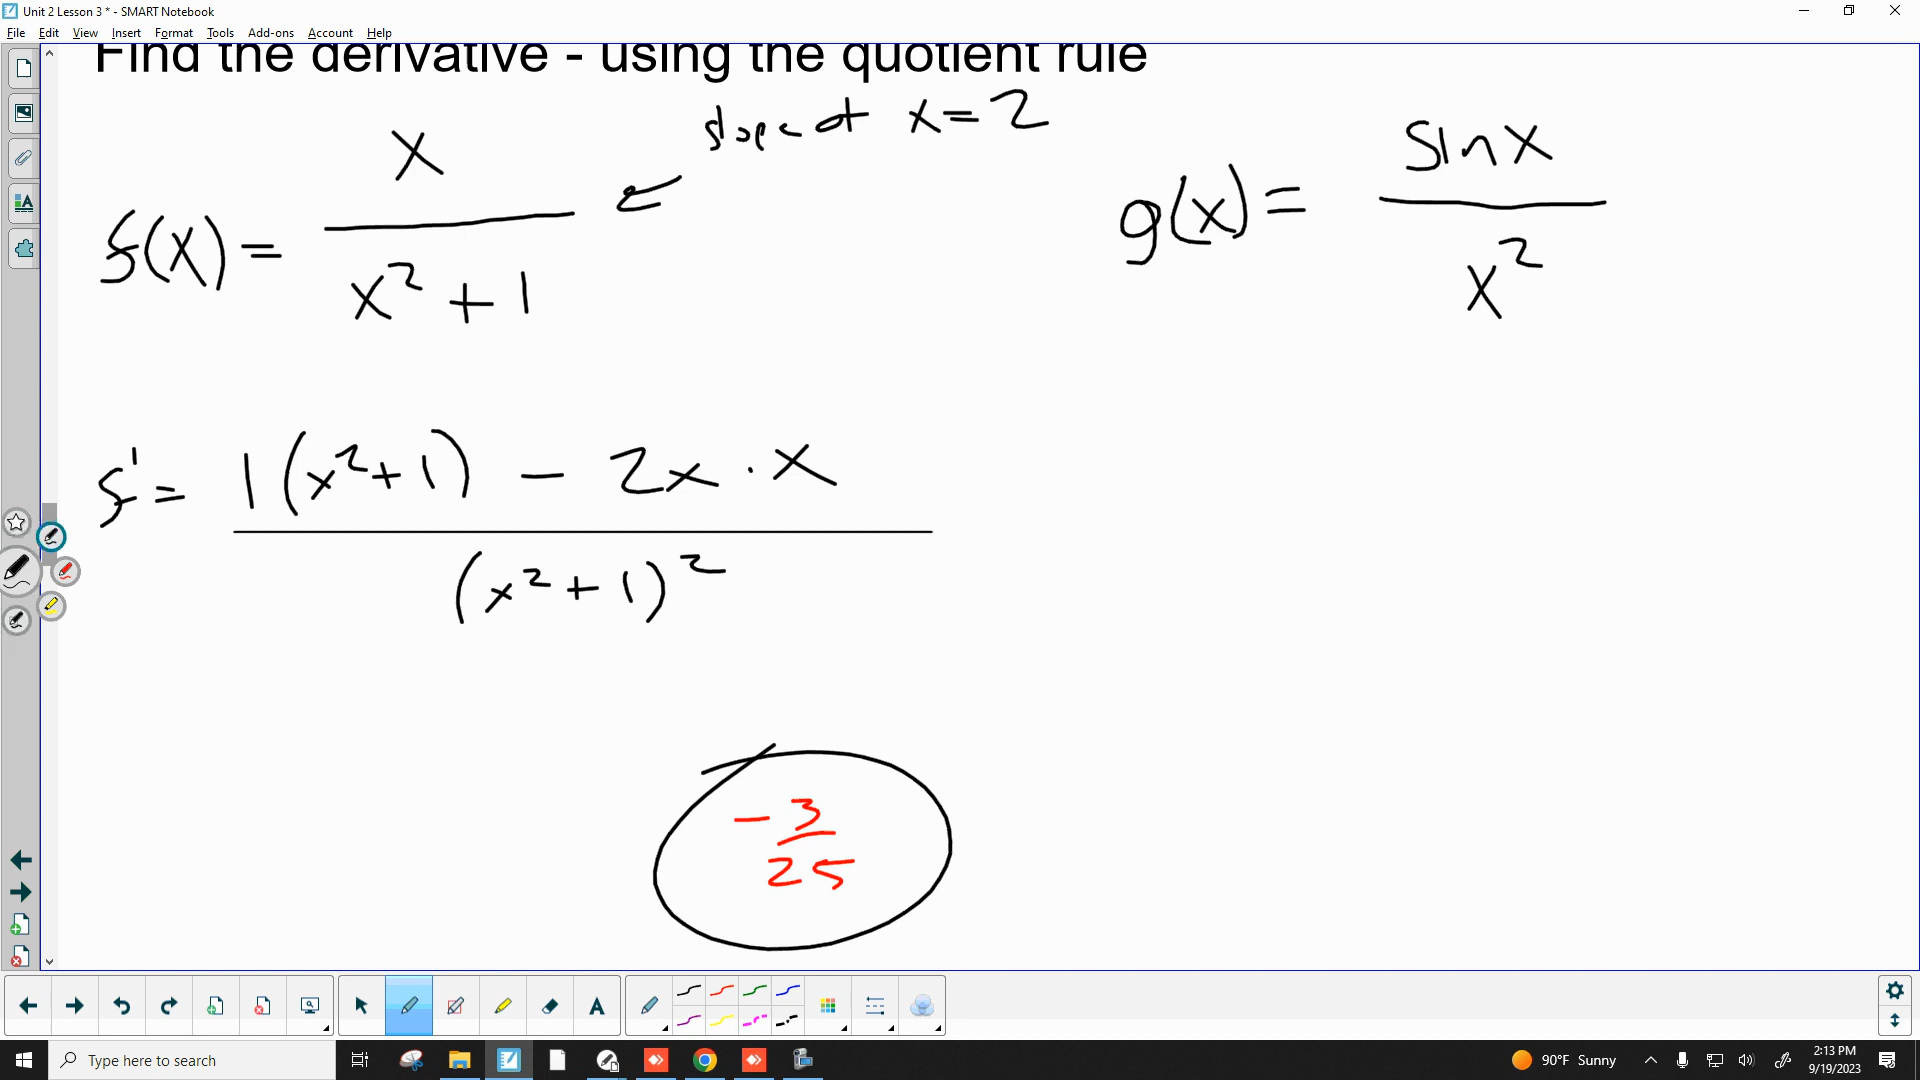 Unit 2 Lesson 3 * - SMART Notebook
File Edit View Insert Format Tools Add-ons Account Help
Find the derivative - using the quotient rule
slope at x = 2
f(x) = x / (x² + 1)
g(x) = sin x / x²
f' = 1(x² + 1) - 2x · x / (x² + 1)²
- 3/25
A
Type here to search
90°F Sunny
2:13 PM
9/19/2023